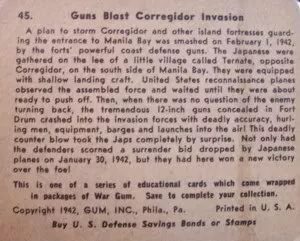 45. Guns Blast Corregidor Invasion
A plan to storm Corregidor and other island fortresses guard-
ing the entrance to Manila Bay was smashed on February 1, 1942,
by the forts' powerful coast defense guns. The Japanese were
gathered on the lee of a little village called Ternate, opposite
Corregidor, on the south side of Manila Bay. They were equipped
with shallow landing craft. United States reconnaissance planes
observed the assembled force and waited until they were about
ready to push off. Then, when there was no question of the enemy
turning back, the tremendous 12-inch guns concealed in Fort
Drum crashed into the invasion forces with deadly accuracy, hurl-
ing men, equipment, barges and launches into the air! This deadly
counter blow took the Japs completely by surprise. Not only had
the defenders scorned a surrender bid dropped by Japanese
planes on January 30, 1942, but they had here won a new victory
over the foe!
This is one of a series of educational cards which come wrapped
in packages of War Gum. Save to complete your collection.
Copyright 1942, GUM, INC., Phila., Pa. Printed in U. S. A.
Buy U. S. Defense Savings Bonds or Stamps